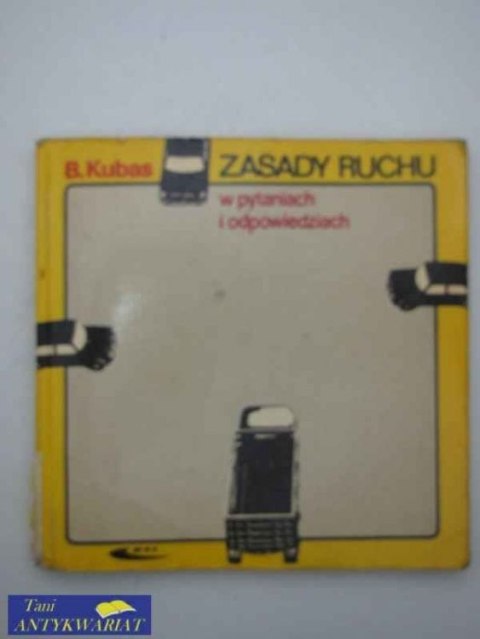 B. Kubas
ZASADY RUCHU
w pytaniach
i odpowiedziach
Tani
ANTYKWARIAT